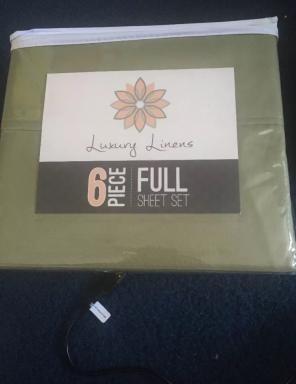 Luxury Linens
6 PIECE
FULL
SHEET SET